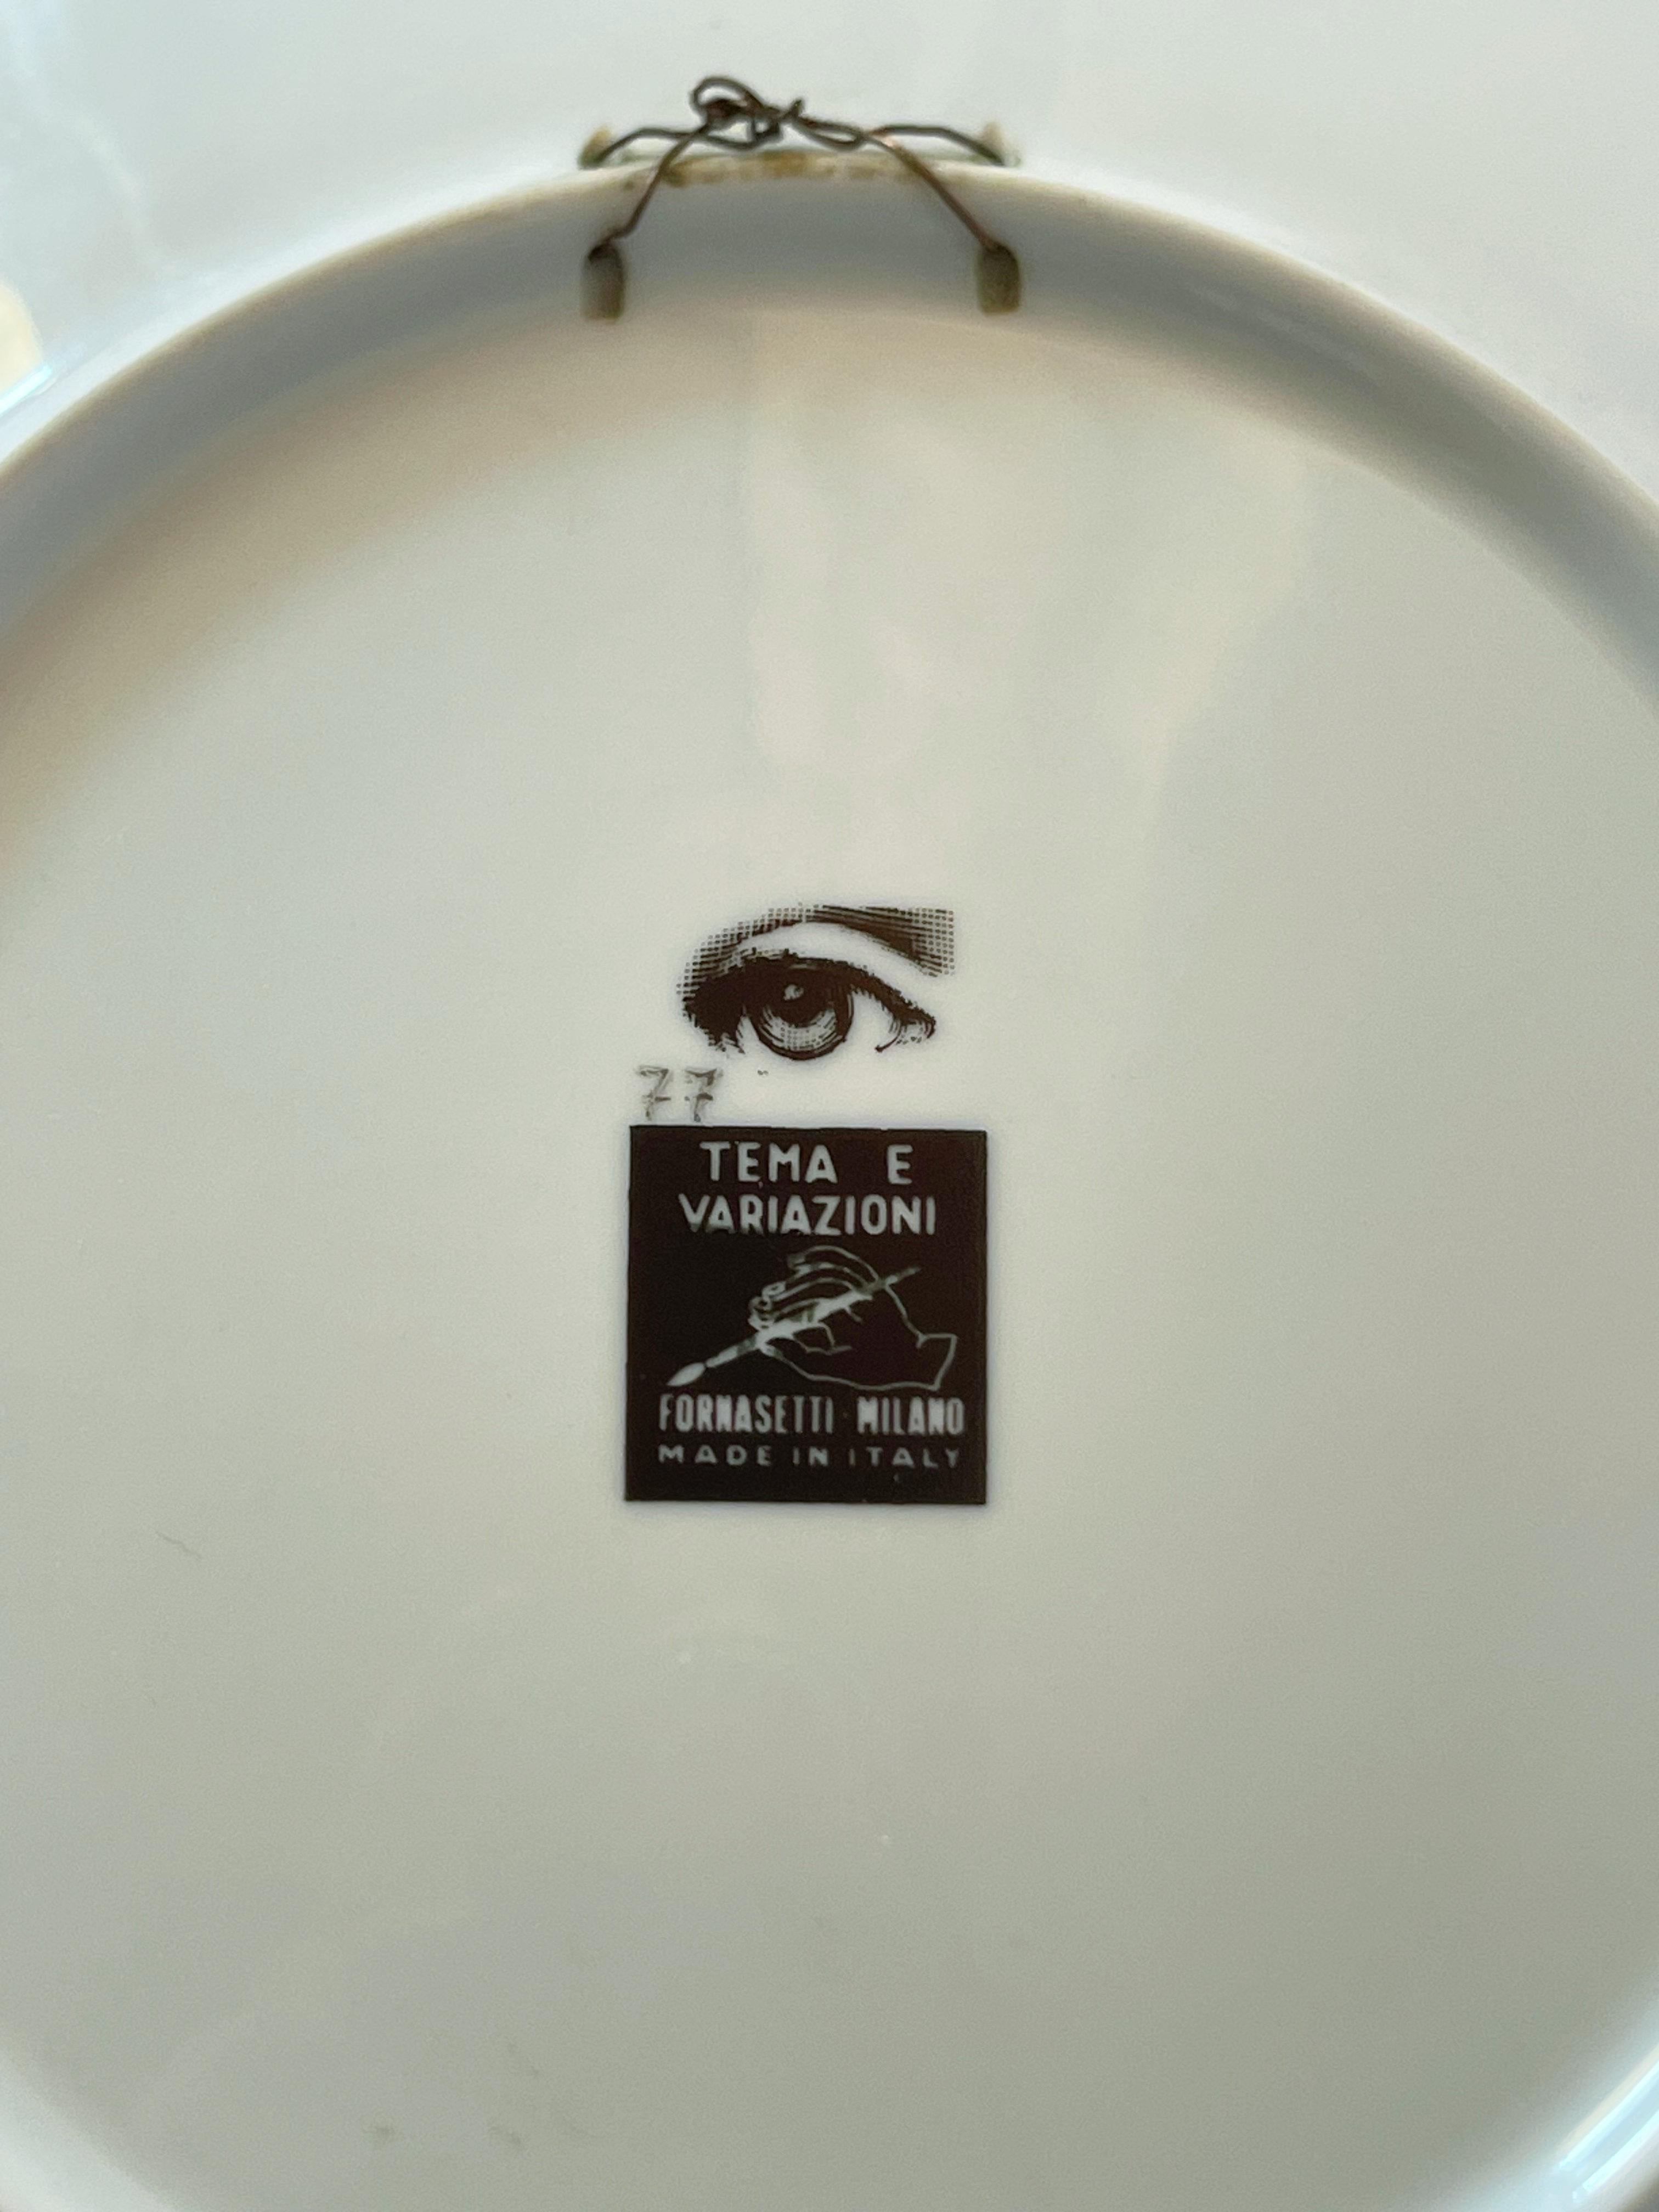 77
TEMA E
VARIAZIONI
FORNASETTI · MILANO
MADE IN ITALY